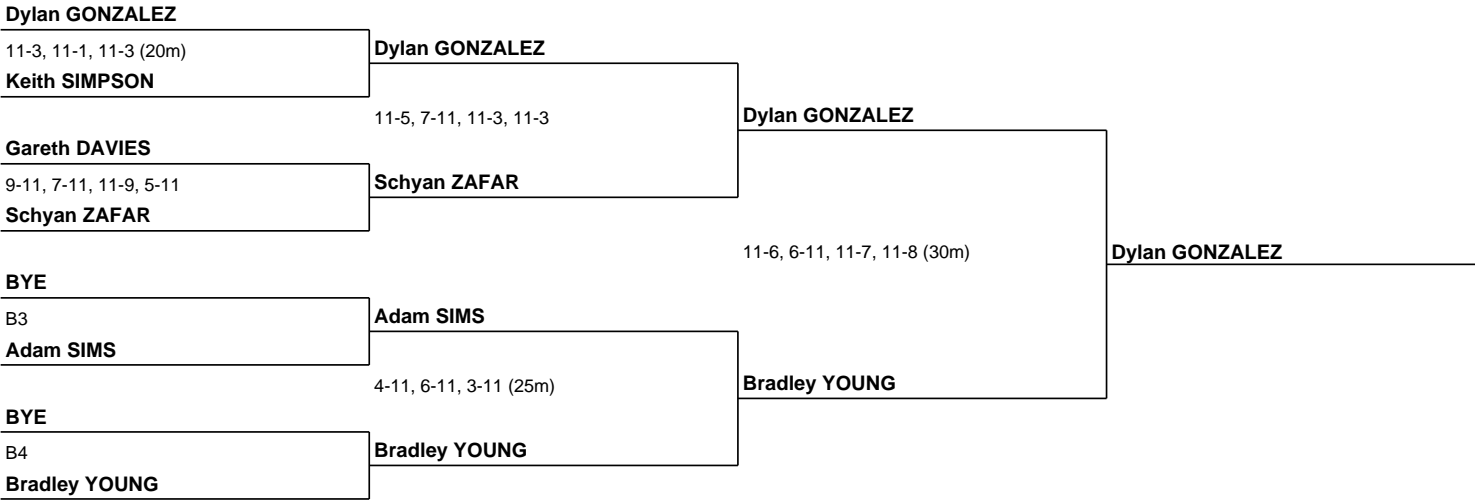 Dylan GONZALEZ
11-3, 11-1, 11-3 (20m)
Keith SIMPSON
Gareth DAVIES
9-11, 7-11, 11-9, 5-11
Schyan ZAFAR
BYE
B3
Adam SIMS
BYE
B4
Bradley YOUNG
Dylan GONZALEZ
11-5, 7-11, 11-3, 11-3
Schyan ZAFAR
Adam SIMS
4-11, 6-11, 3-11 (25m)
Bradley YOUNG
Dylan GONZALEZ
11-6, 6-11, 11-7, 11-8 (30m)
Bradley YOUNG
Dylan GONZALEZ